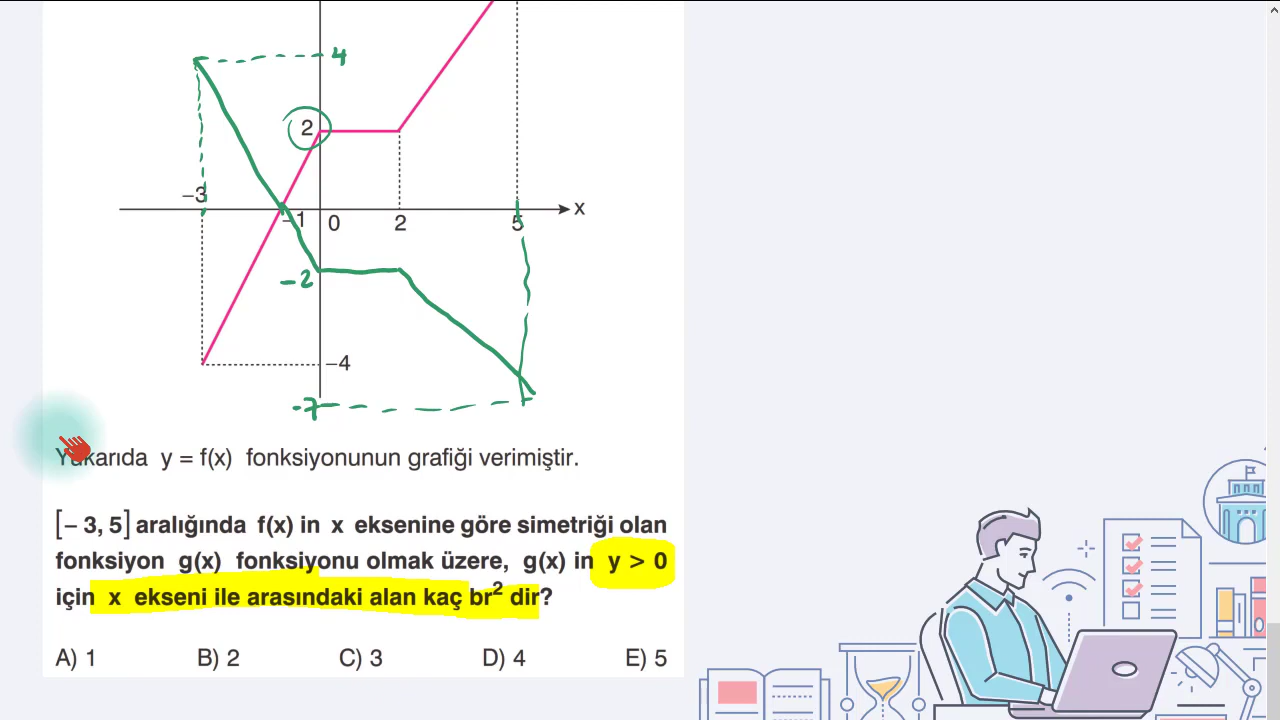 4
2
−3
−1
0
2
5
x
−2
−4
-7
Yukarıda y = f(x) fonksiyonunun grafiği verimiştir.
[− 3, 5] aralığında f(x) in x eksenine göre simetriği olan
fonksiyon g(x) fonksiyonu olmak üzere, g(x) in y > 0
için x ekseni ile arasındaki alan kaç br² dir?
A) 1 B) 2 C) 3 D) 4 E) 5